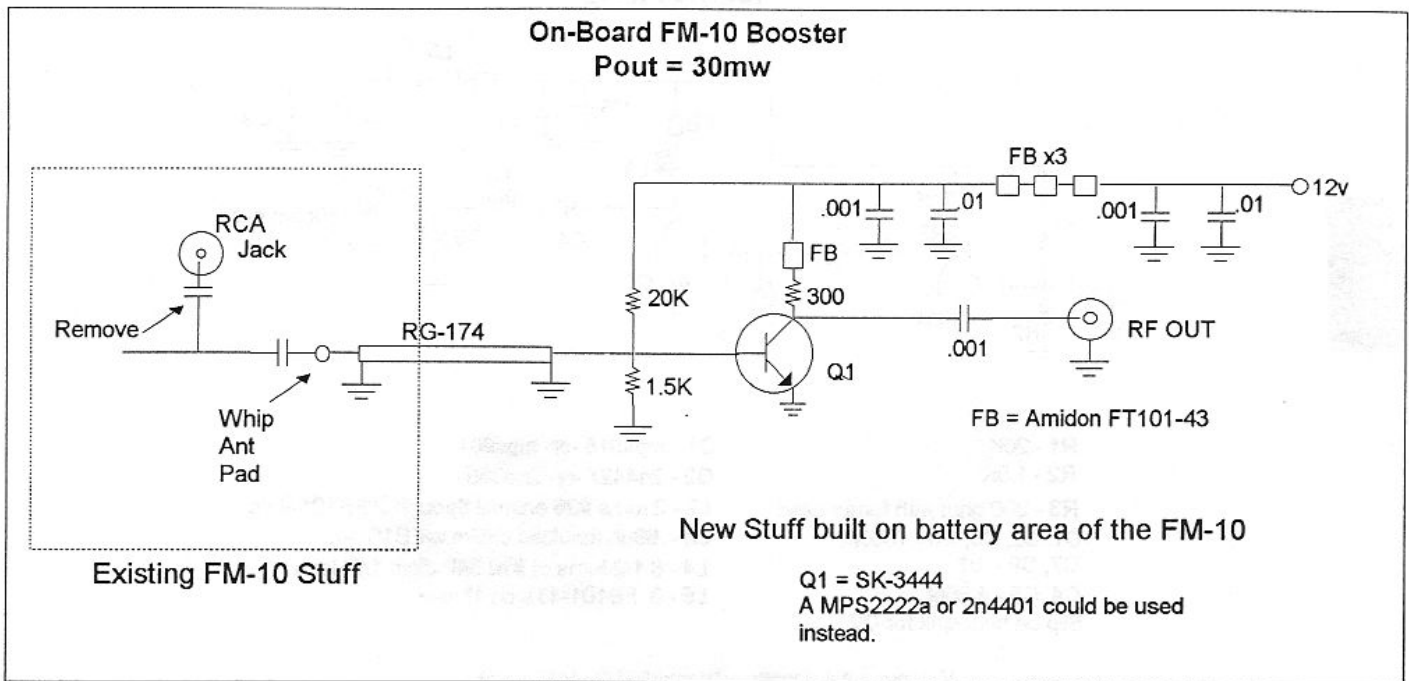 On-Board FM-10 Booster
Pout = 30mw
FB x3
12v
.001
.01
.001
.01
RCA
Jack
FB
Remove
20K
300
RG-174
.001
RF OUT
1.5K
Q1
Whip
Ant
Pad
FB = Amidon FT101-43
New Stuff built on battery area of the FM-10
Existing FM-10 Stuff
Q1 = SK-3444
A MPS2222a or 2n4401 could be used
instead.